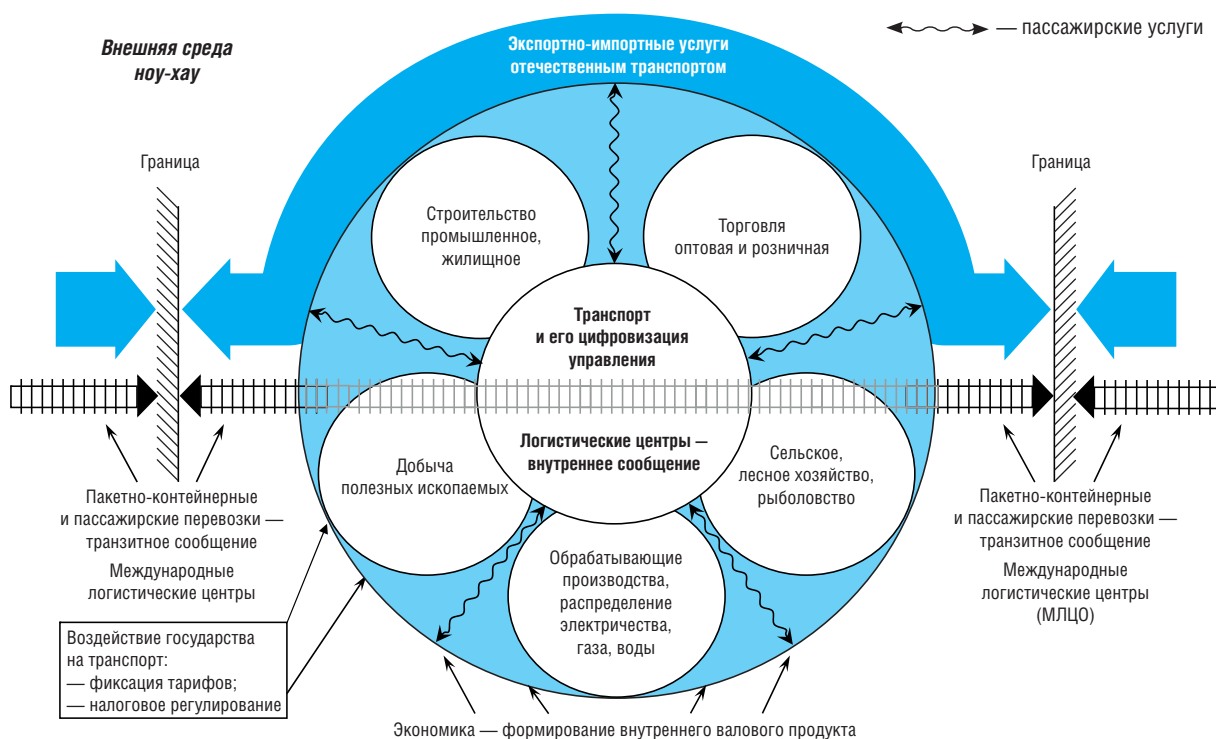 Внешняя среда
ноу-хау
Экспортно-импортные услуги
отечественным транспортом
— пассажирские услуги
Граница
Граница
Строительство
промышленное,
жилищное
Торговля
оптовая и розничная
Транспорт
и его цифровизация
управления
Логистические центры –
внутреннее сообщение
Добыча
полезных ископаемых
Сельское,
лесное хозяйство,
рыболовство
Обрабатывающие
производства,
распределение
электричества,
газа, воды
Пакетно-контейнерные
и пассажирские перевозки —
транзитное сообщение
Международные
логистические центры
Пакетно-контейнерные
и пассажирские перевозки —
транзитное сообщение
Международные
логистические центры
(МЛЦО)
Воздействие государства
на транспорт:
— фиксация тарифов;
— налоговое регулирование
Экономика — формирование внутреннего валового продукта